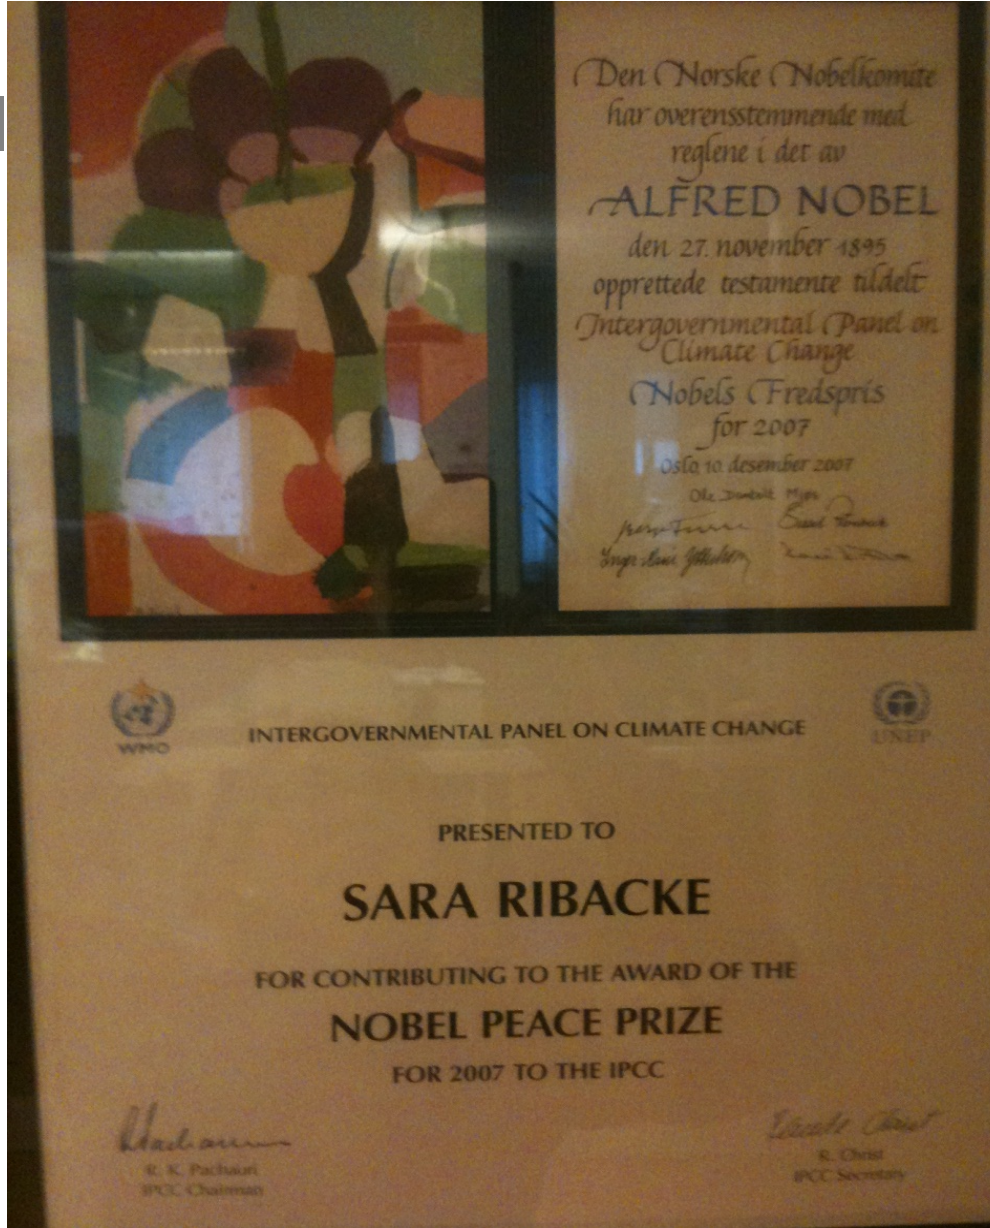 Den Norske Nobelkomite
har overensstemmende med
reglene i det av
ALFRED NOBEL
den 27. november 1895
opprettede testamente tildelt
Intergovernmental Panel on
Climate Change
Nobels Fredspris
for 2007
Oslo, 10. desember 2007
WMO
INTERGOVERNMENTAL PANEL ON CLIMATE CHANGE
UNEP
PRESENTED TO
SARA RIBACKE
FOR CONTRIBUTING TO THE AWARD OF THE
NOBEL PEACE PRIZE
FOR 2007 TO THE IPCC
R. K. Pachauri
IPCC Chairman
R. Christ
IPCC Secretary